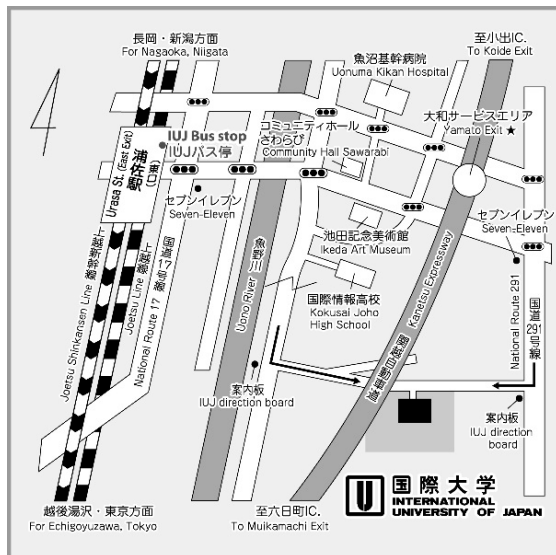 長岡・新潟方面
For Nagaoka, Niigata
至小出IC.
To Koide Exit
魚沼基幹病院
Uonuma Kikan Hospital
大和サービスエリア
Yamato Exit ★
IUJ Bus stop
IUJバス停
コミュニティホール
さわらび
Community Hall Sawarabi
浦佐駅
(東口)
Urasa St. (East Exit)
セブンイレブン
Seven-Eleven
セブンイレブン
Seven-Eleven
池田記念美術館
Ikeda Art Museum
国際情報高校
Kokusai Joho
High School
上越新幹線
Joetsu Shinkansen Line
上越線
Joetsu Line
国道17号線
National Route 17
魚野川
Ueno River
Kanetsu Expressway
関越自動車道
National Route 291
国道291号線
案内板
IUJ direction
board
案内板
IUJ direction
board
越後湯沢・東京方面
For Echigoyuzawa, Tokyo
至六日町IC.
To Muikamachi Exit
国際大学
INTERNATIONAL
UNIVERSITY OF JAPAN